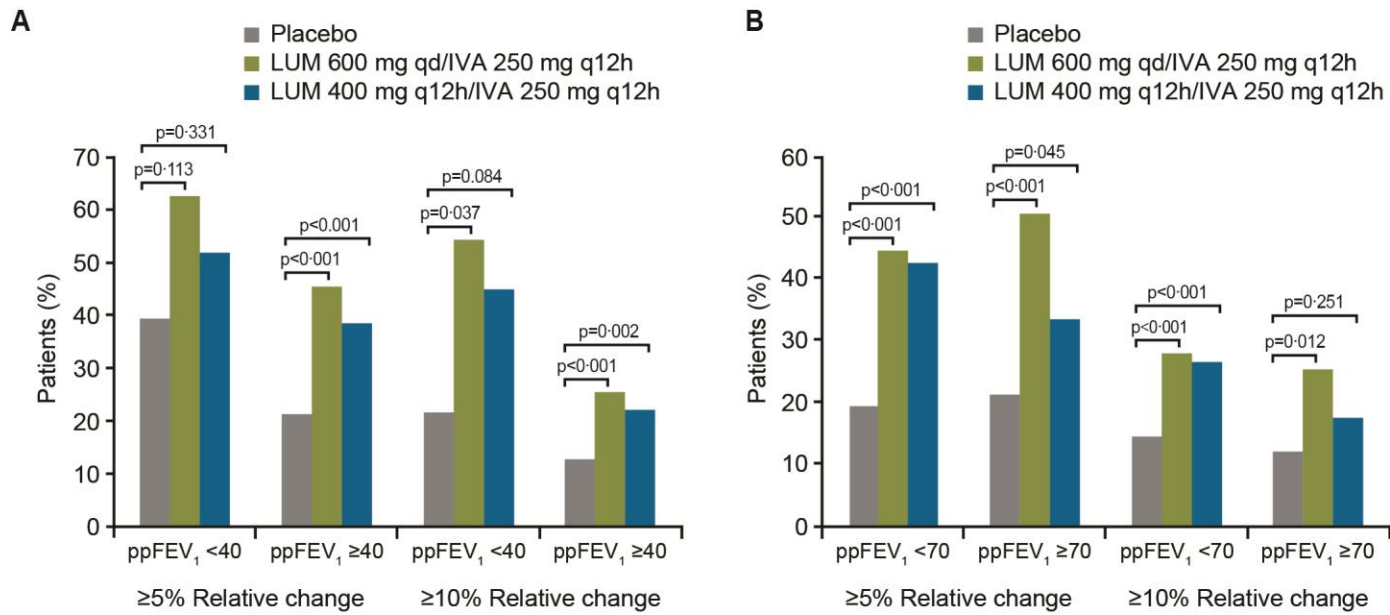 A
Placebo
LUM 600 mg qd/IVA 250 mg q12h
LUM 400 mg q12h/IVA 250 mg q12h
Patients (%)
70
60
50
40
30
20
10
0
p=0·331
p=0·113
p<0.001
p<0·001
p=0.084
p=0·037
p=0·002
p<0·001
ppFEV1 <40
ppFEV1 ≥40
ppFEV1 <40
ppFEV1 ≥40
≥5% Relative change
≥10% Relative change
B
Placebo
LUM 600 mg qd/IVA 250 mg q12h
LUM 400 mg q12h/IVA 250 mg q12h
Patients (%)
60
50
40
30
20
10
0
p<0·001
p<0·001
p=0·045
p<0·001
p<0·001
p<0·001
p=0·251
p=0·012
ppFEV1 <70
ppFEV1 ≥70
ppFEV1 <70
ppFEV1 ≥70
≥5% Relative change
≥10% Relative change